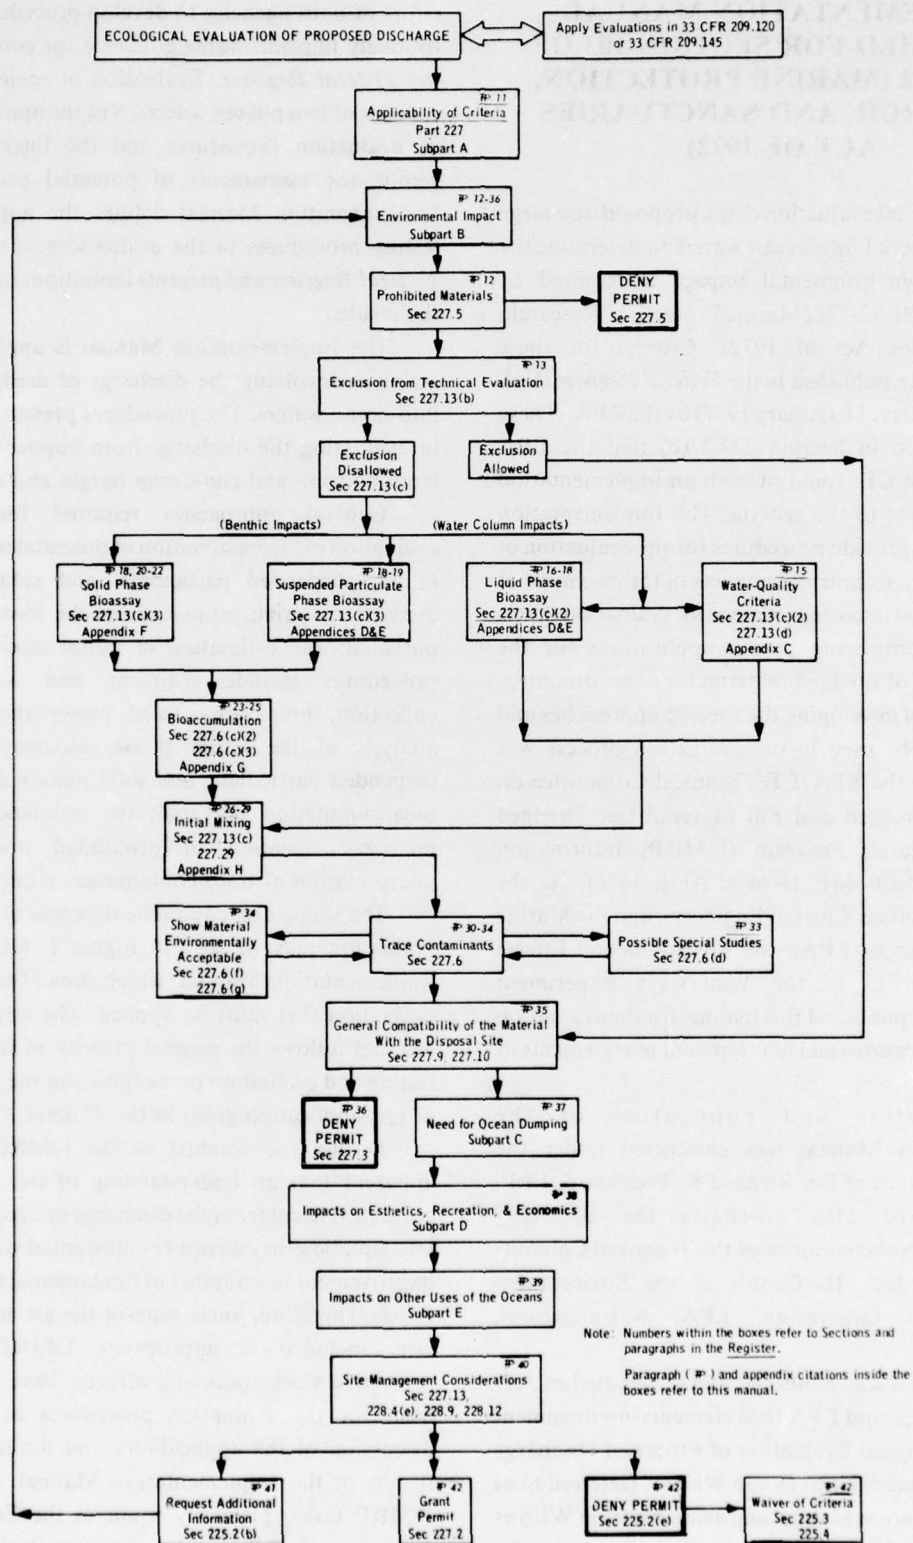 ECOLOGICAL EVALUATION OF PROPOSED DISCHARGE
Apply Evaluations in 33 CFR 209.120
or 33 CFR 209.145
¶ 11
Applicability of Criteria
Part 227
Subpart A
¶ 12-36
Environmental Impact
Subpart B
¶ 12
Prohibited Materials
Sec 227.5
DENY
PERMIT
Sec 227.5
¶ 13
Exclusion from Technical Evaluation
Sec 227.13(b)
Exclusion
Disallowed
Sec 227.13(c)
Exclusion
Allowed
(Benthic Impacts)
(Water Column Impacts)
¶ 18, 20-22
Solid Phase
Bioassay
Sec 227.13(c)(3)
Appendix F
¶ 18-19
Suspended Particulate
Phase Bioassay
Sec 227.13(c)(3)
Appendices D&E
¶ 16-18
Liquid Phase
Bioassay
Sec 227.13(c)(2)
Appendices D&E
¶ 15
Water-Quality
Criteria
Sec 227.13(c)(2)
227.13(d)
Appendix C
¶ 23-25
Bioaccumulation
Sec 227.6(c)(2)
227.6(c)(3)
Appendix G
¶ 26-29
Initial Mixing
Sec 227.13(c)
227.29
Appendix H
¶ 34
Show Material
Environmentally
Acceptable
Sec 227.6(f)
227.6(g)
¶ 30-34
Trace Contaminants
Sec 227.6
¶ 33
Possible Special Studies
Sec 227.6(d)
¶ 35
General Compatibility of the Material
With the Disposal Site
Sec 227.9, 227.10
¶ 36
DENY
PERMIT
Sec 227.3
¶ 37
Need for Ocean Dumping
Subpart C
¶ 38
Impacts on Esthetics, Recreation, & Economics
Subpart D
¶ 39
Impacts on Other Uses of the Ocean
Subpart E
Note: Numbers within the boxes refer to Sections and
paragraphs in the Register.
Paragraph (¶) and appendix citations inside the
boxes refer to this manual.
¶ 40
Site Management Considerations
Sec 227.13,
228.4(e), 228.9, 228.12
¶ 41
Request Additional
Information
Sec 225.2(b)
¶ 42
Grant
Permit
Sec 227.2
¶ 42
DENY PERMIT
Sec 225.2(e)
¶ 42
Waiver of Criteria
Sec 225.3
225.4